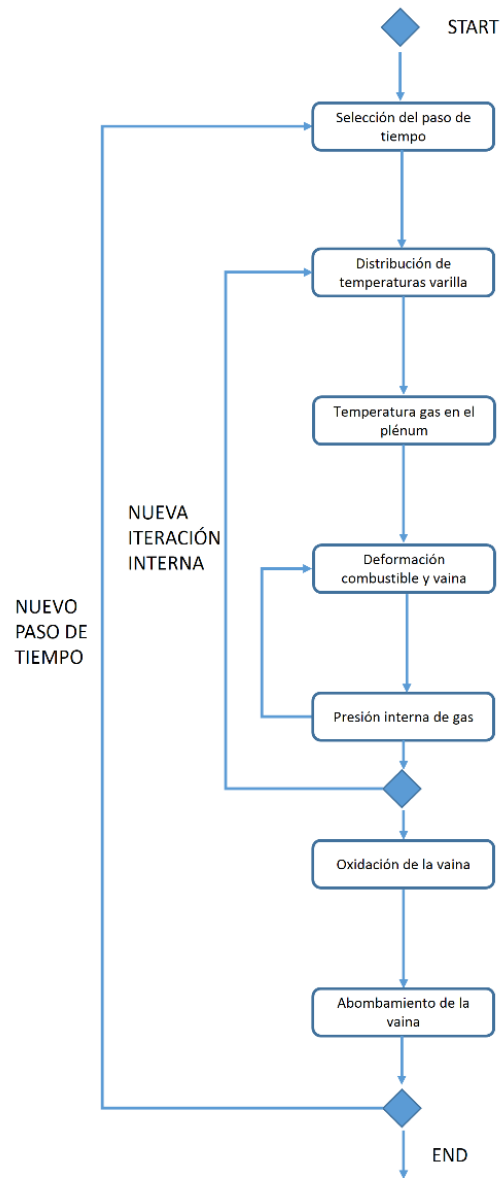 START
Selección del paso de
tiempo
Distribución de
temperaturas varilla
Temperatura gas en el
plénum
NUEVA
ITERACIÓN
INTERNA
Deformación
combustible y vaina
NUEVO
PASO DE
TIEMPO
Presión interna de gas
Oxidación de la vaina
Abombamiento de la
vaina
END